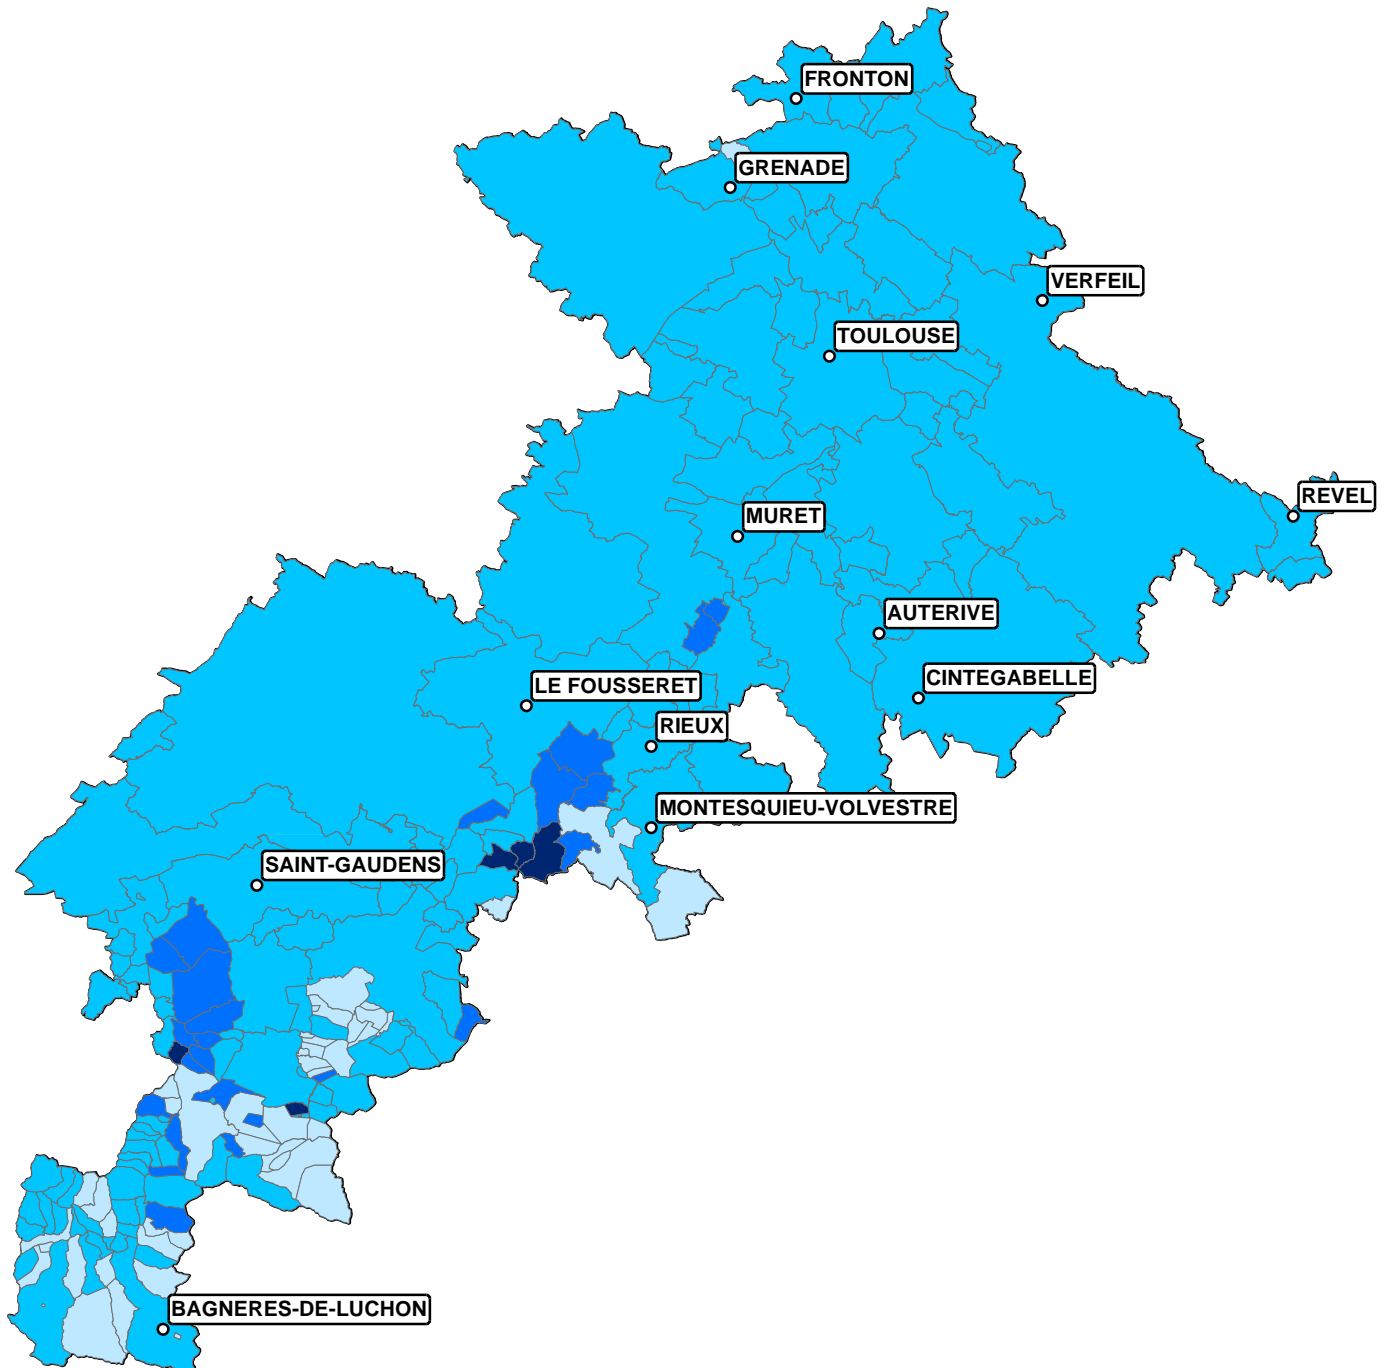 FRONTON
GRENADE
VERFEIL
TOULOUSE
REVEL
MURET
AUTERIVE
CINTEGABELLE
LE FOUSSERET
RIEUX
MONTESQUIEU-VOLVESTRE
SAINT-GAUDENS
BAGNERES-DE-LUCHON